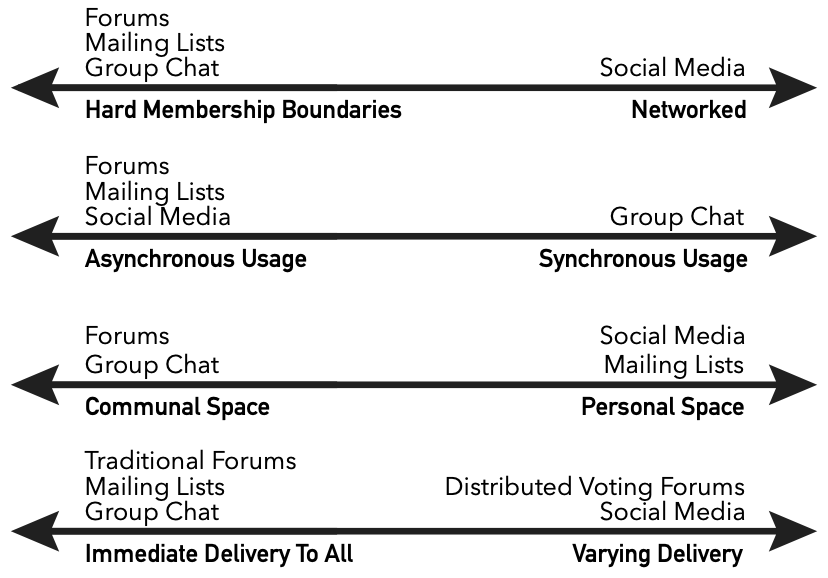 Forums
Mailing Lists
Group Chat
Social Media
Hard Membership Boundaries
Networked
Forums
Mailing Lists
Social Media
Group Chat
Asynchronous Usage
Synchronous Usage
Forums
Group Chat
Social Media
Mailing Lists
Communal Space
Personal Space
Traditional Forums
Mailing Lists
Group Chat
Distributed Voting Forums
Social Media
Immediate Delivery To All
Varying Delivery